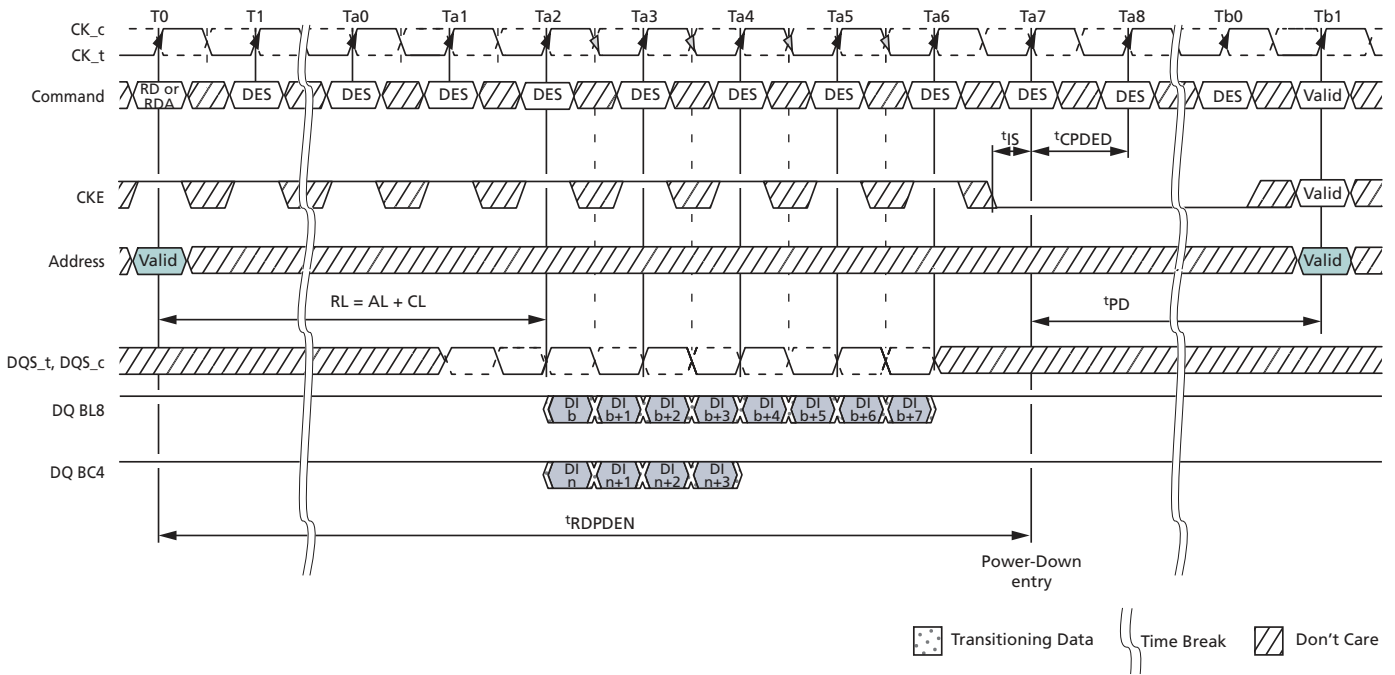 T0 T1 Ta0 Ta1 Ta2 Ta3 Ta4 Ta5 Ta6 Ta7 Ta8 Tb0 Tb1
CK_c
CK_t
Command RD or RDA DES DES DES DES DES DES DES DES DES DES DES Valid
tIS tCPDED
CKE Valid
Address Valid Valid
RL = AL + CL tPD
DQS_t, DQS_c
DQ BL8 DI b DI b+1 DI b+2 DI b+3 DI b+4 DI b+5 DI b+6 DI b+7
DQ BC4 DI n DI n+1 DI n+2 DI n+3
tRDPDEN
Power-Down
entry
Transitioning Data Time Break Don't Care